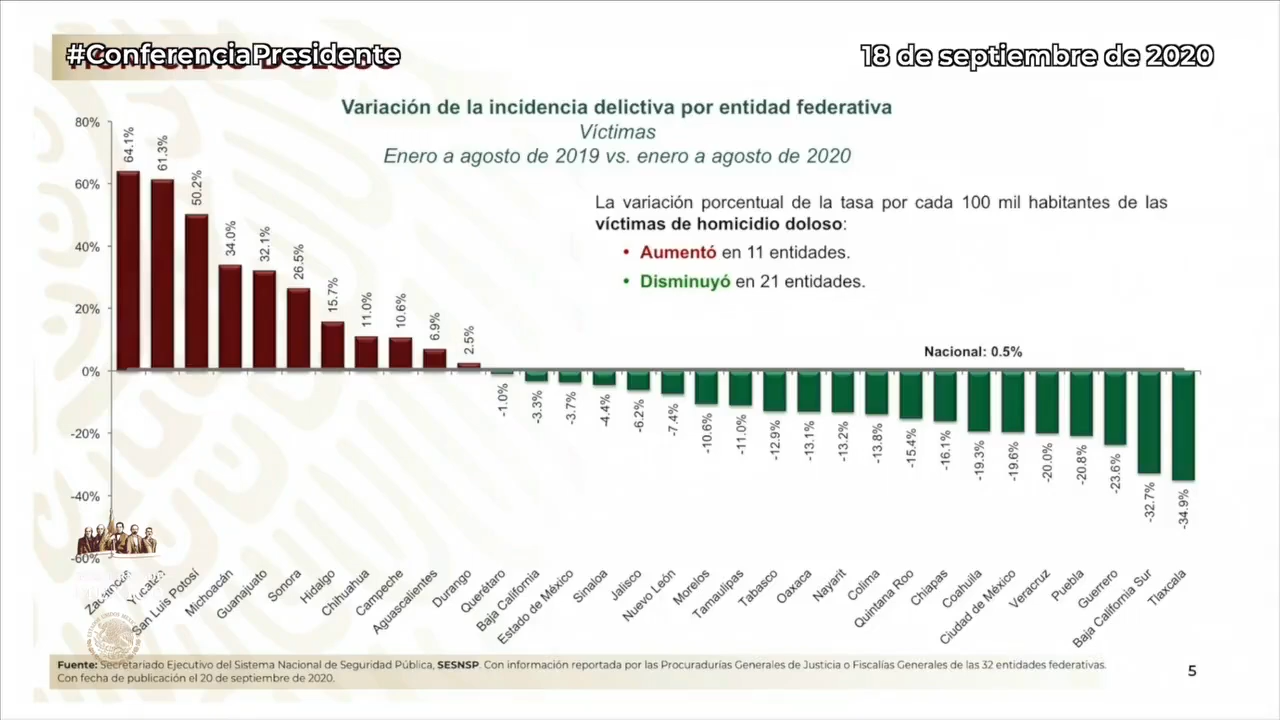 #ConferenciaPresidente
18 de septiembre de 2020
HOMICIDIO DOLOSO
Variación de la incidencia delictiva por entidad federativa
Víctimas
Enero a agosto de 2019 vs. enero a agosto de 2020
La variación porcentual de la tasa por cada 100 mil habitantes de las
víctimas de homicidio doloso:
• Aumentó en 11 entidades.
• Disminuyó en 21 entidades.
Nacional: 0.5%
80%
60%
40%
20%
0%
-20%
-40%
-60%
64.1%
61.3%
50.2%
34.0%
32.1%
26.5%
15.7%
11.0%
10.6%
6.9%
2.5%
-1.0%
-3.3%
-3.7%
-4.4%
-6.2%
-7.4%
-10.6%
-11.0%
-12.9%
-13.1%
-13.2%
-13.8%
-15.4%
-16.1%
-19.3%
-19.6%
-20.0%
-20.8%
-23.6%
-32.7%
-34.9%
Zacatecas
Yucatán
San Luis Potosí
Michoacán
Guanajuato
Sonora
Hidalgo
Chihuahua
Campeche
Aguascalientes
Durango
Querétaro
Baja California
Estado de México
Sinaloa
Jalisco
Nuevo León
Morelos
Tamaulipas
Tabasco
Oaxaca
Nayarit
Colima
Quintana Roo
Chiapas
Coahuila
Ciudad de México
Veracruz
Puebla
Guerrero
Baja California Sur
Tlaxcala
Fuente: Secretariado Ejecutivo del Sistema Nacional de Seguridad Pública, SESNSP. Con información reportada por las Procuradurías Generales de Justicia o Fiscalías Generales de las 32 entidades federativas.
Con fecha de publicación el 20 de septiembre de 2020.
5